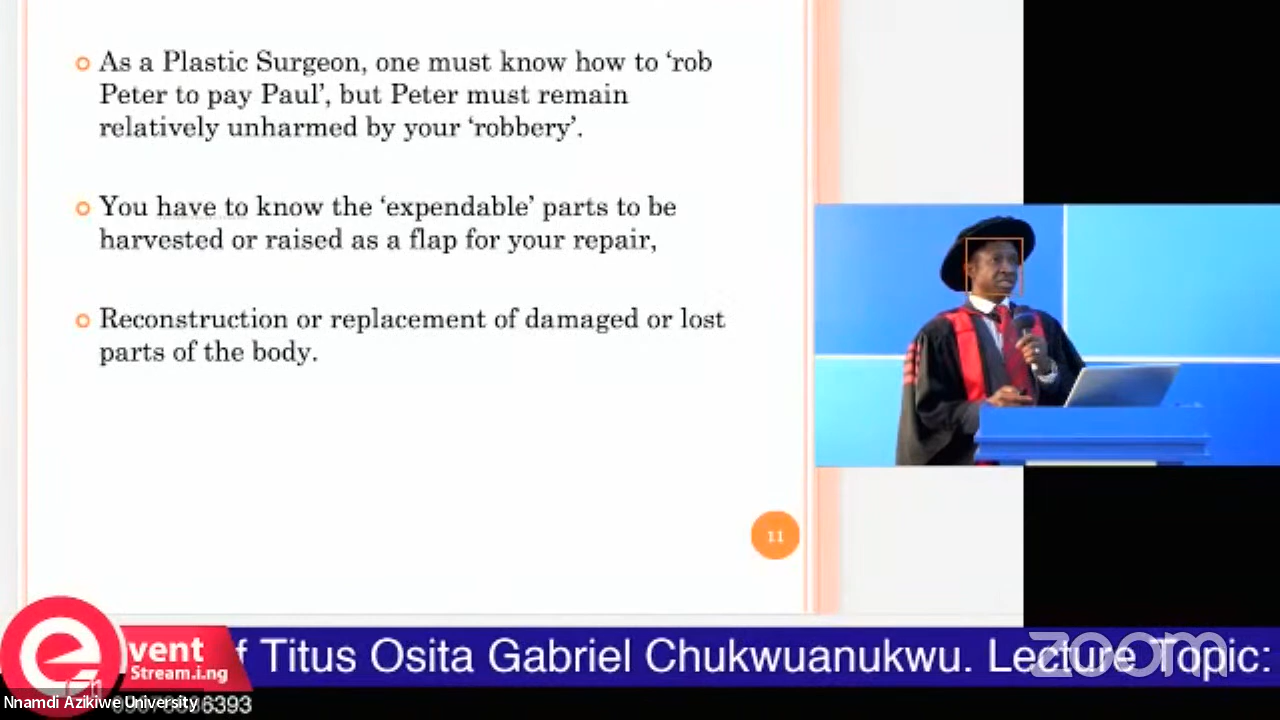 As a Plastic Surgeon, one must know how to ‘rob
Peter to pay Paul’, but Peter must remain
relatively unharmed by your ‘robbery’.
You have to know the ‘expendable’ parts to be
harvested or raised as a flap for your repair,
Reconstruction or replacement of damaged or lost
parts of the body.
11
event
Stream.i.ng
f Titus Osita Gabriel Chukwuanukwu. Lecture Topic:
zoom
Nnamdi Azikiwe University